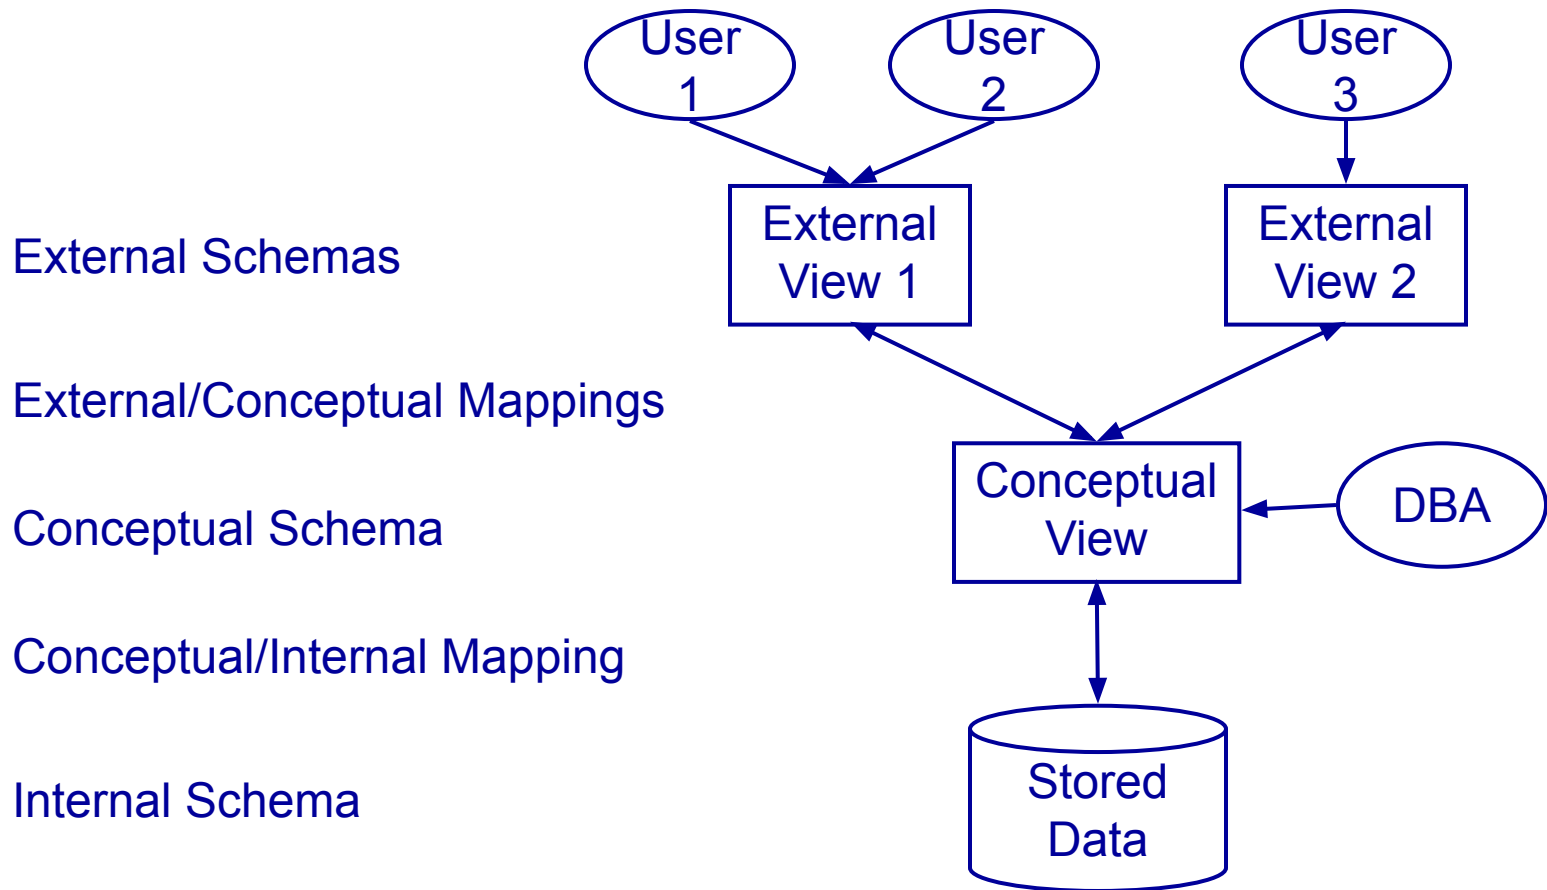 User
1
User
2
User
3
External Schemas
External
View 1
External
View 2
External/Conceptual Mappings
Conceptual Schema
Conceptual
View
DBA
Conceptual/Internal Mapping
Internal Schema
Stored
Data